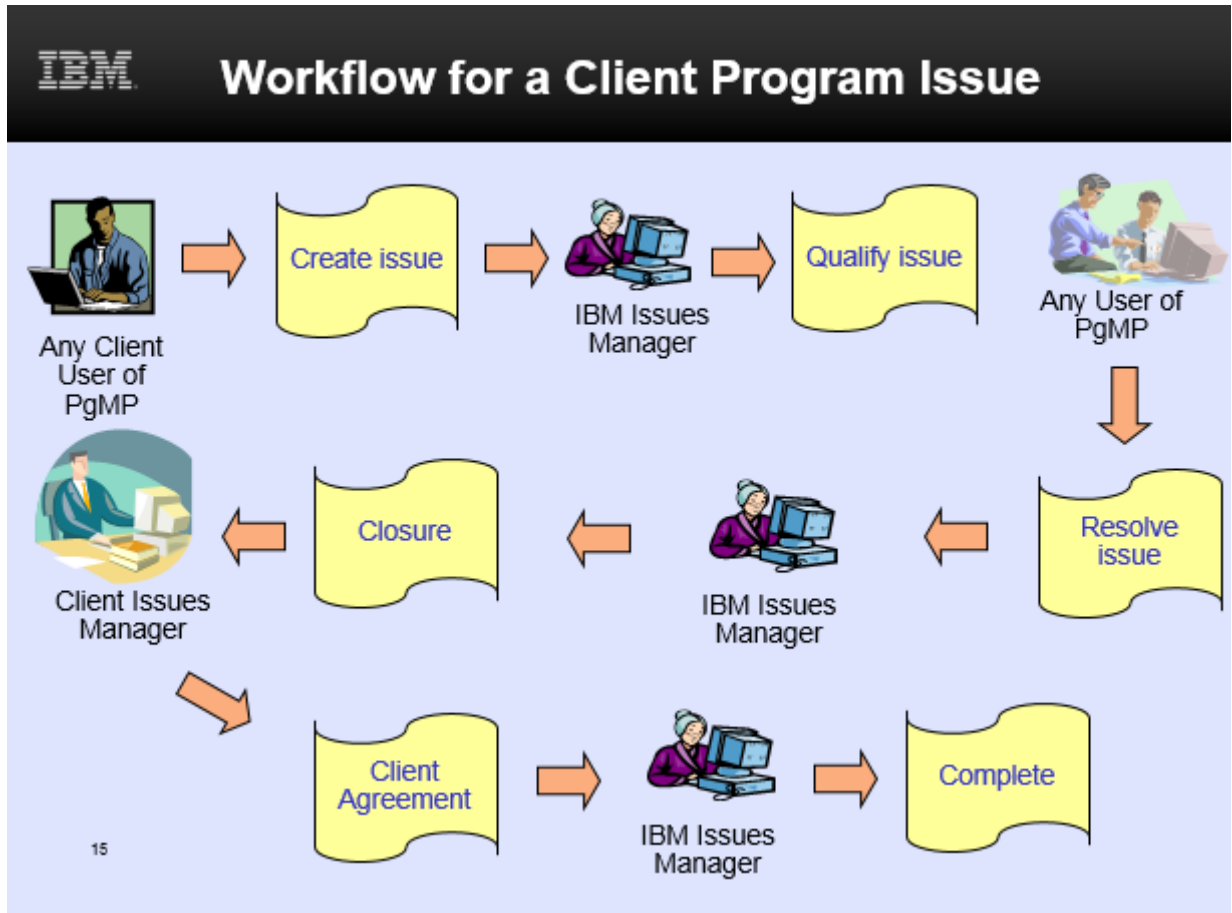 IBM
Workflow for a Client Program Issue
Any Client
User of
PgMP
Create issue
IBM Issues
Manager
Qualify issue
Any User of
PgMP
Resolve
issue
IBM Issues
Manager
Closure
Client Issues
Manager
Client
Agreement
IBM Issues
Manager
Complete
15